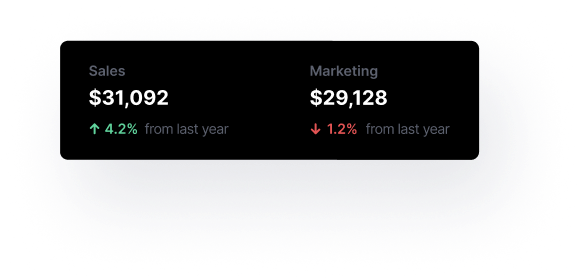 Sales
$31,092
↑ 4.2% from last year
Marketing
$29,128
↓ 1.2% from last year